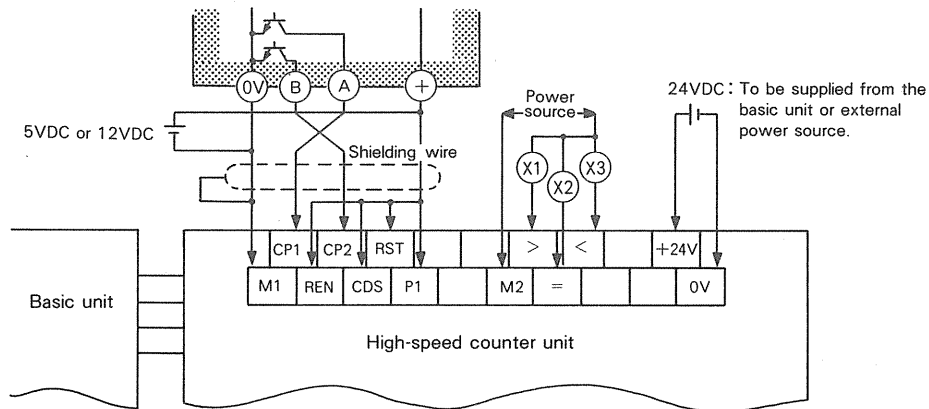 0V B A +
5VDC or 12VDC
Shielding wire
Power
source
24VDC: To be supplied from the
basic unit or external
power source.
X1 X2 X3
CP1 CP2 RST > < +24V
M1 REN CDS P1 M2 = 0V
Basic unit
High-speed counter unit